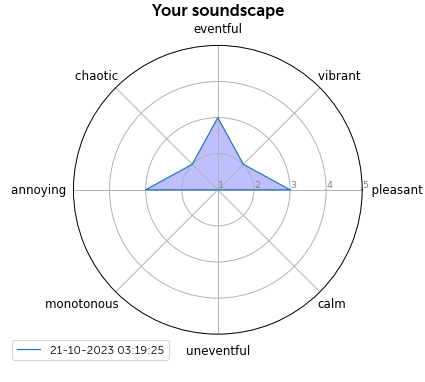 Your soundscape
eventful
chaotic
vibrant
annoying
1
2
3
4
5
pleasant
monotonous
calm
21-10-2023 03:19:25
uneventful